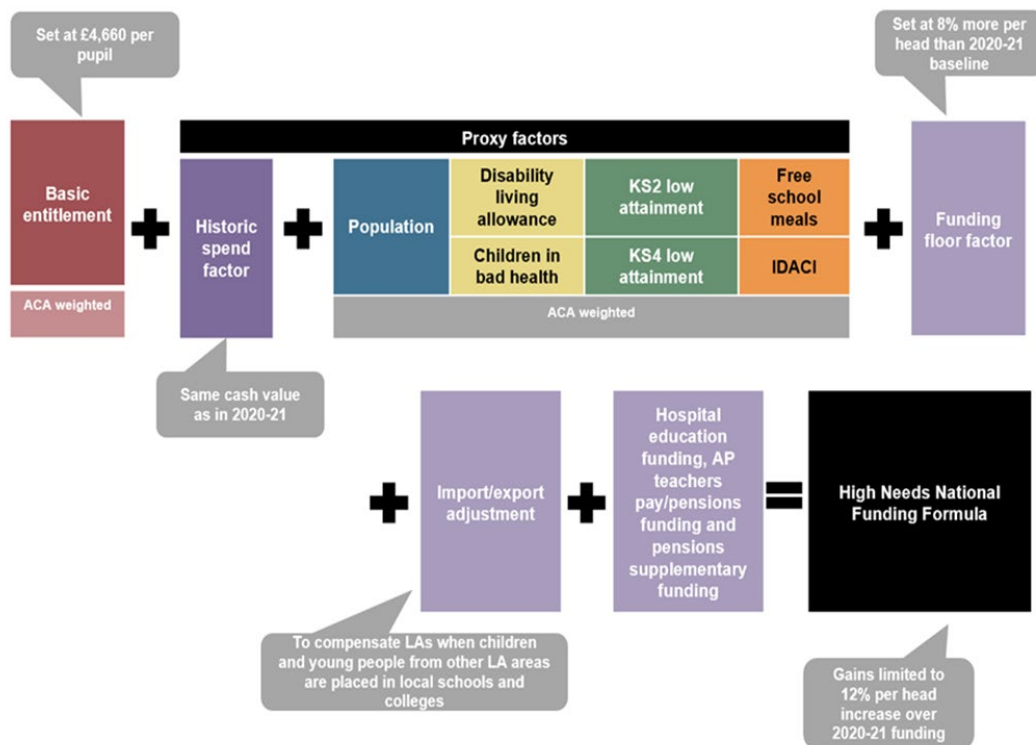 Set at £4,660 per
pupil
Set at 8% more per
head than 2020-21
baseline
Proxy factors
Basic
entitlement
ACA weighted
Historic
spend
factor
Population
Disability
living
allowance
Children in
bad health
KS2 low
attainment
KS4 low
attainment
Free
school
meals
IDACI
ACA weighted
Funding
floor factor
Same cash value
as in 2020-21
Import/export
adjustment
Hospital
education
funding, AP
teachers
pay/pensions
funding and
pensions
supplementary
funding
High Needs National
Funding Formula
To compensate LAs when children
and young people from other LA areas
are placed in local schools and
colleges
Gains limited to
12% per head
increase over
2020-21 funding